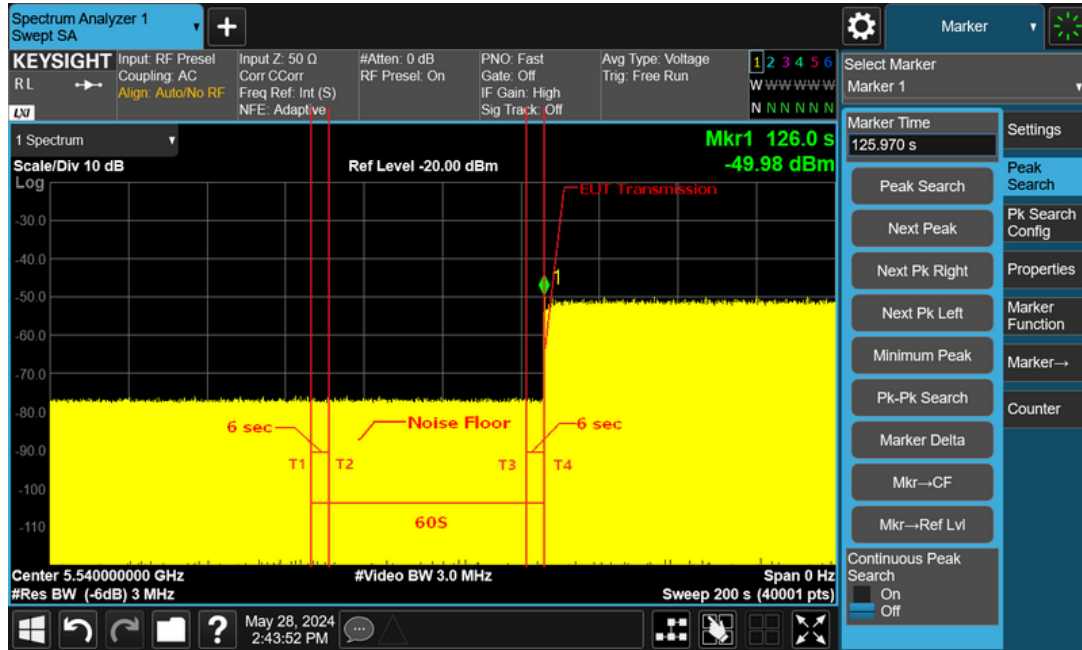 Spectrum Analyzer 1
Swept SA
+
Marker
KEYSIGHT
RL
LXI
Input: RF Presel
Coupling: AC
Align: Auto/No RF
Input Z: 50 Ω
Corr CCorr
Freq Ref: Int (S)
NFE: Adaptive
#Atten: 0 dB
RF Presel: On
PNO: Fast
Gate: Off
IF Gain: High
Sig Track: Off
Avg Type: Voltage
Trig: Free Run
1 2 3 4 5 6
W W W W W W
N N N N N N
Select Marker
Marker 1
1 Spectrum
Mkr1 126.0 s
Scale/Div 10 dB
Ref Level -20.00 dBm
-49.98 dBm
Log
EUT Transmission
-30.0
-40.0
-50.0
-60.0
-70.0
-80.0
-90.0
-100
-110
1
6 sec
Noise Floor
6 sec
T1
T2
T3
T4
60S
Center 5.540000000 GHz
#Video BW 3.0 MHz
Span 0 Hz
#Res BW (-6dB) 3 MHz
Sweep 200 s (40001 pts)
Marker Time
125.970 s
Peak Search
Next Peak
Next Pk Right
Next Pk Left
Minimum Peak
Pk-Pk Search
Marker Delta
Mkr→CF
Mkr→Ref Lvl
Continuous Peak
Search
On
Off
Settings
Peak
Search
Pk Search
Config
Properties
Marker
Function
Marker→
Counter
?
May 28, 2024
2:43:52 PM